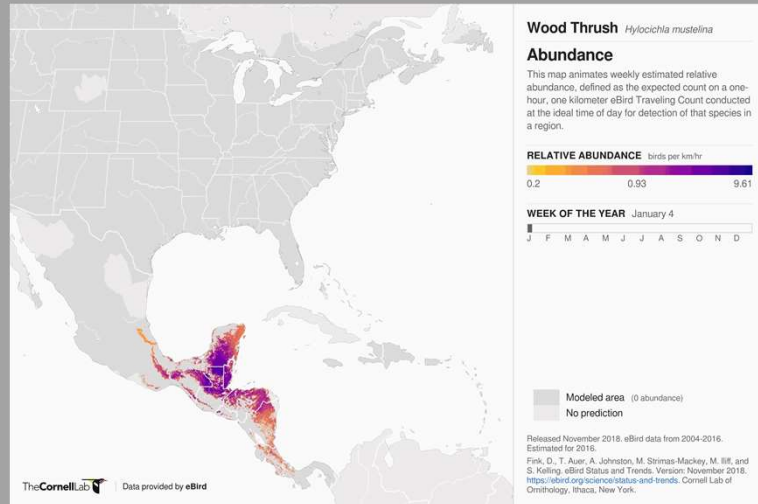 Wood Thrush Hylocichla mustelina
Abundance
This map animates weekly estimated relative
abundance, defined as the expected count on a one-
hour, one kilometer eBird Traveling Count conducted
at the ideal time of day for detection of that species in
a region.
RELATIVE ABUNDANCE birds per km/hr
0.2 0.93 9.61
WEEK OF THE YEAR January 4
J F M A M J J A S O N D
Modeled area (0 abundance)
No prediction
Released November 2018. eBird data from 2004-2016.
Estimated for 2016.
Fink, D., T. Auer, A. Johnston, M. Strimas-Mackey, M. Iliff, and
S. Kelling. eBird Status and Trends. Version: November 2018.
https://ebird.org/science/status-and-trends. Cornell Lab of
Ornithology, Ithaca, New York.
TheCornellLab Data provided by eBird